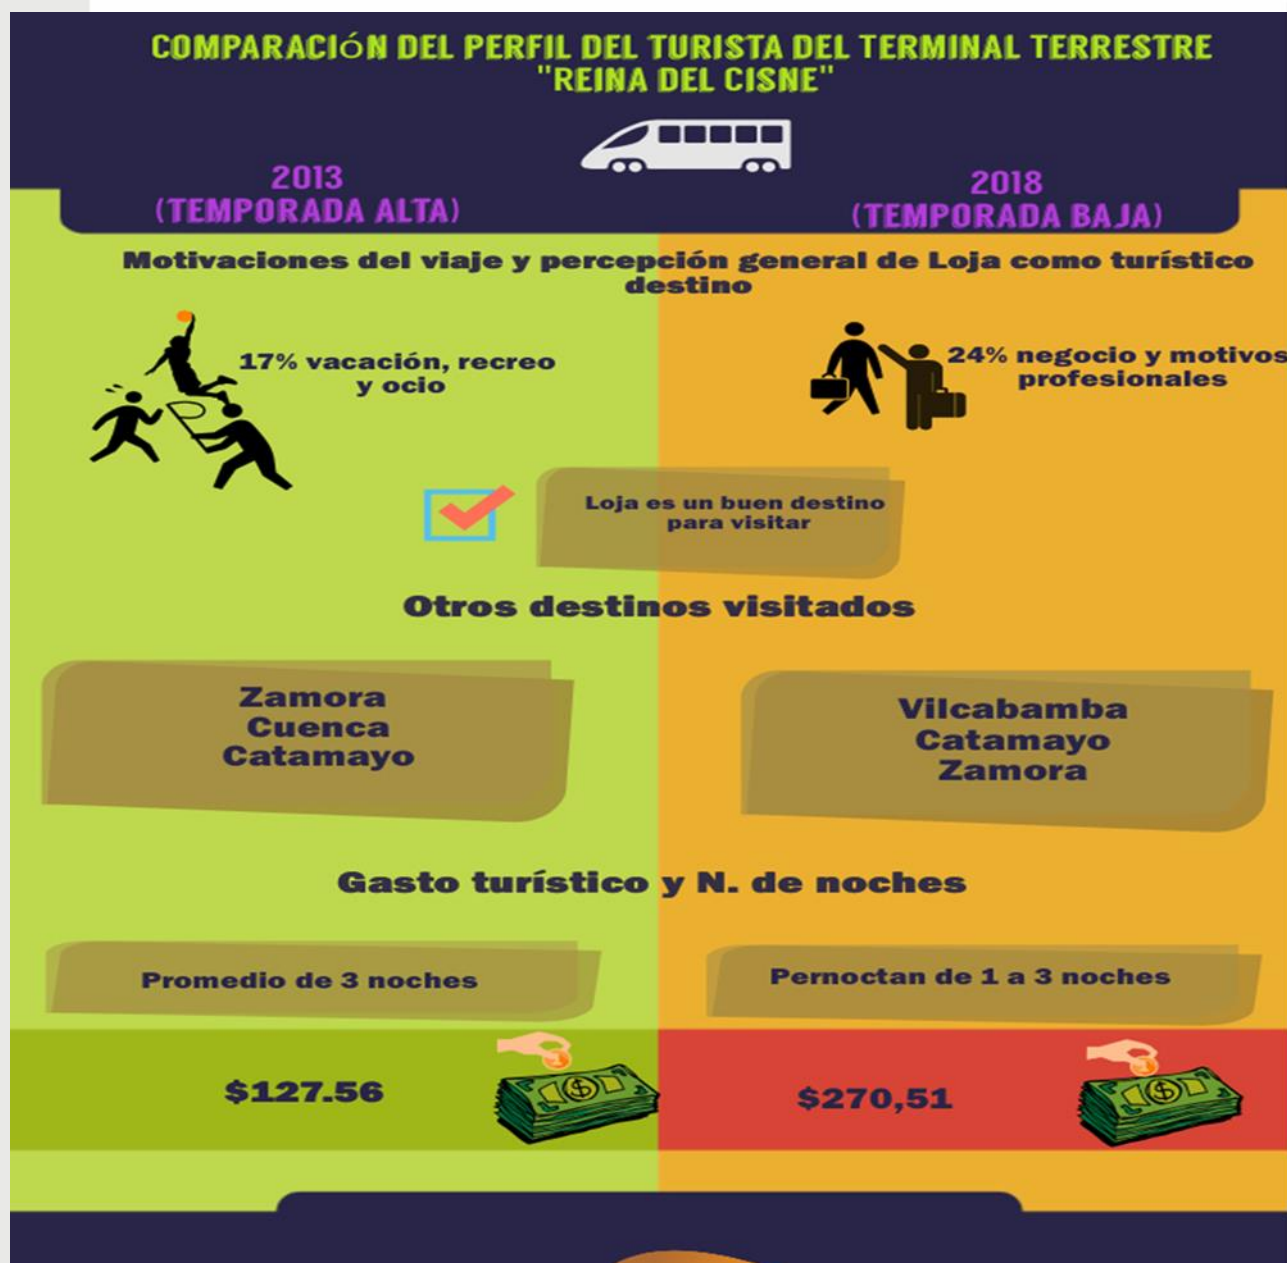 COMPARACIÓN DEL PERFIL DEL TURISTA DEL TERMINAL TERRESTRE
"REINA DEL CISNE"
2013
(TEMPORADA ALTA)
2018
(TEMPORADA BAJA)
Motivaciones del viaje y percepción general de Loja como turístico
destino
17% vacación, recreo
y ocio
24% negocio y motivos
profesionales
Loja es un buen destino
para visitar
Otros destinos visitados
Zamora
Cuenca
Catamayo
Vilcabamba
Catamayo
Zamora
Gasto turístico y N. de noches
Promedio de 3 noches
Pernoctan de 1 a 3 noches
$127.56
$270,51